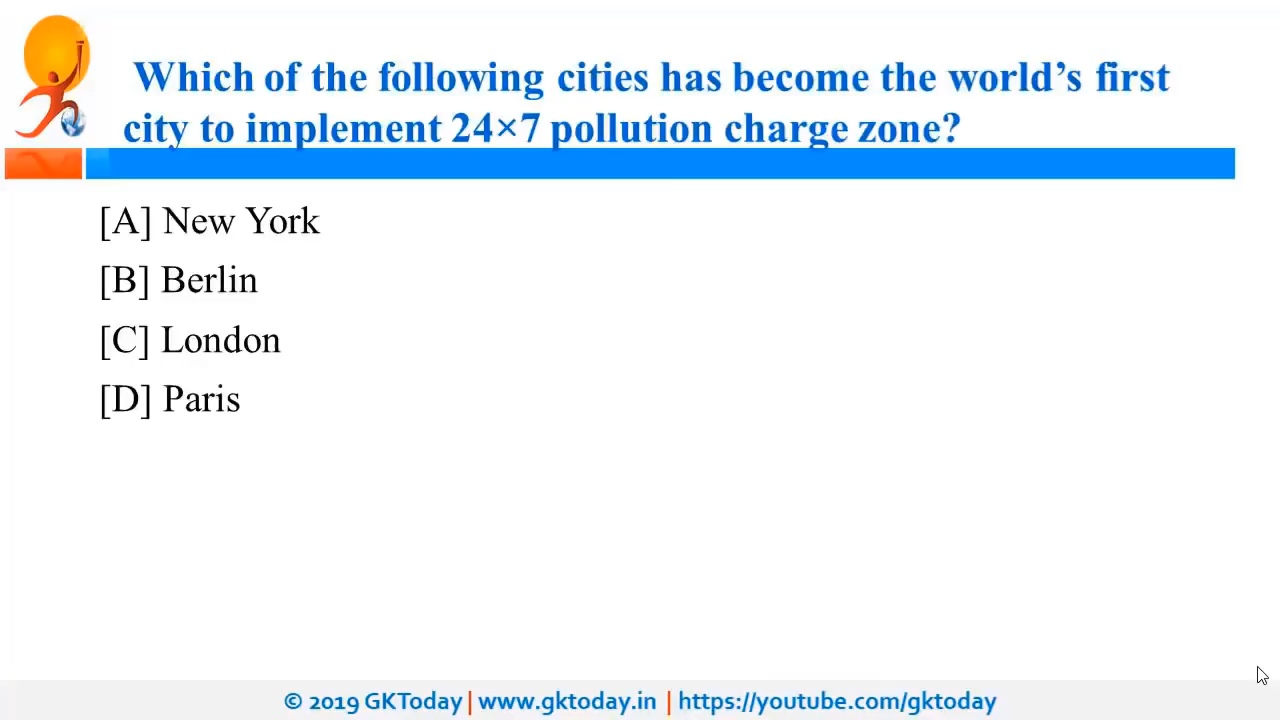 Which of the following cities has become the world’s first
city to implement 24×7 pollution charge zone?
[A] New York
[B] Berlin
[C] London
[D] Paris
© 2019 GKToday | www.gktoday.in | https://youtube.com/gktoday